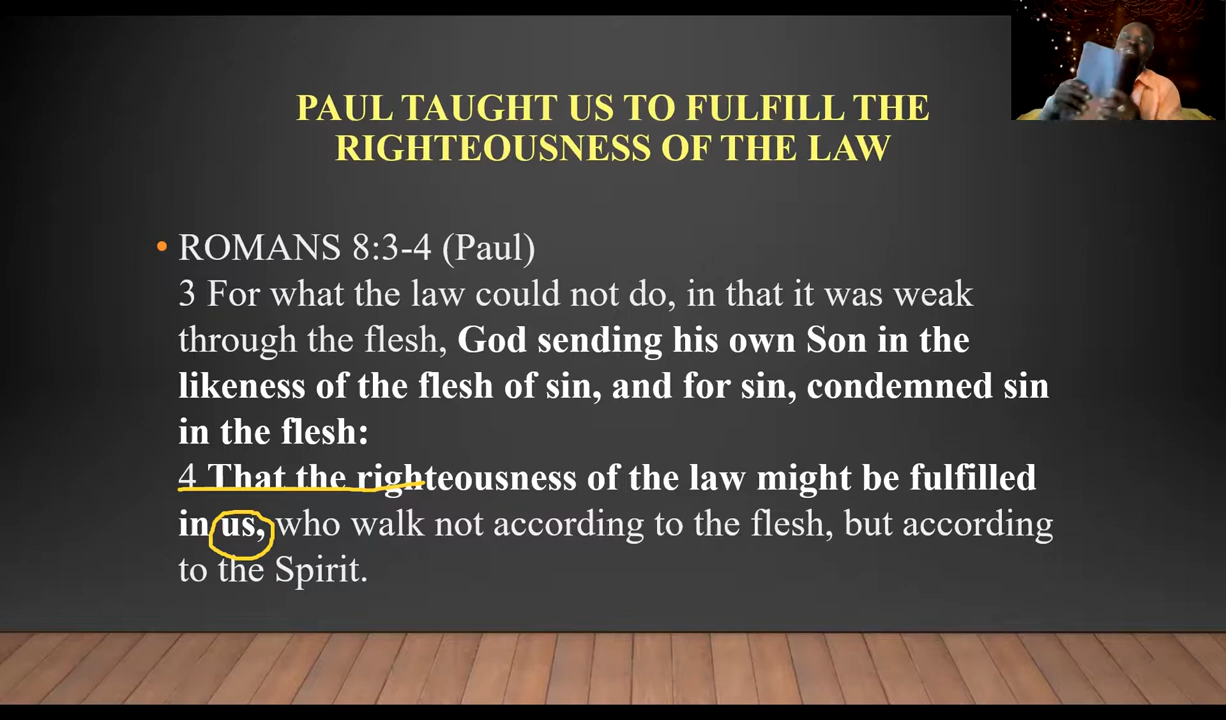 PAUL TAUGHT US TO FULFILL THE
RIGHTEOUSNESS OF THE LAW
• ROMANS 8:3-4 (Paul)
3 For what the law could not do, in that it was weak
through the flesh, God sending his own Son in the
likeness of the flesh of sin, and for sin, condemned sin
in the flesh:
4 That the righteousness of the law might be fulfilled
in us, who walk not according to the flesh, but according
to the Spirit.